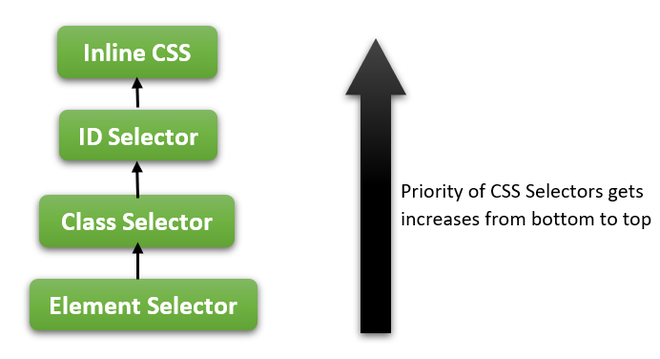 Inline CSS
ID Selector
Class Selector
Element Selector
Priority of CSS Selectors gets
increases from bottom to top